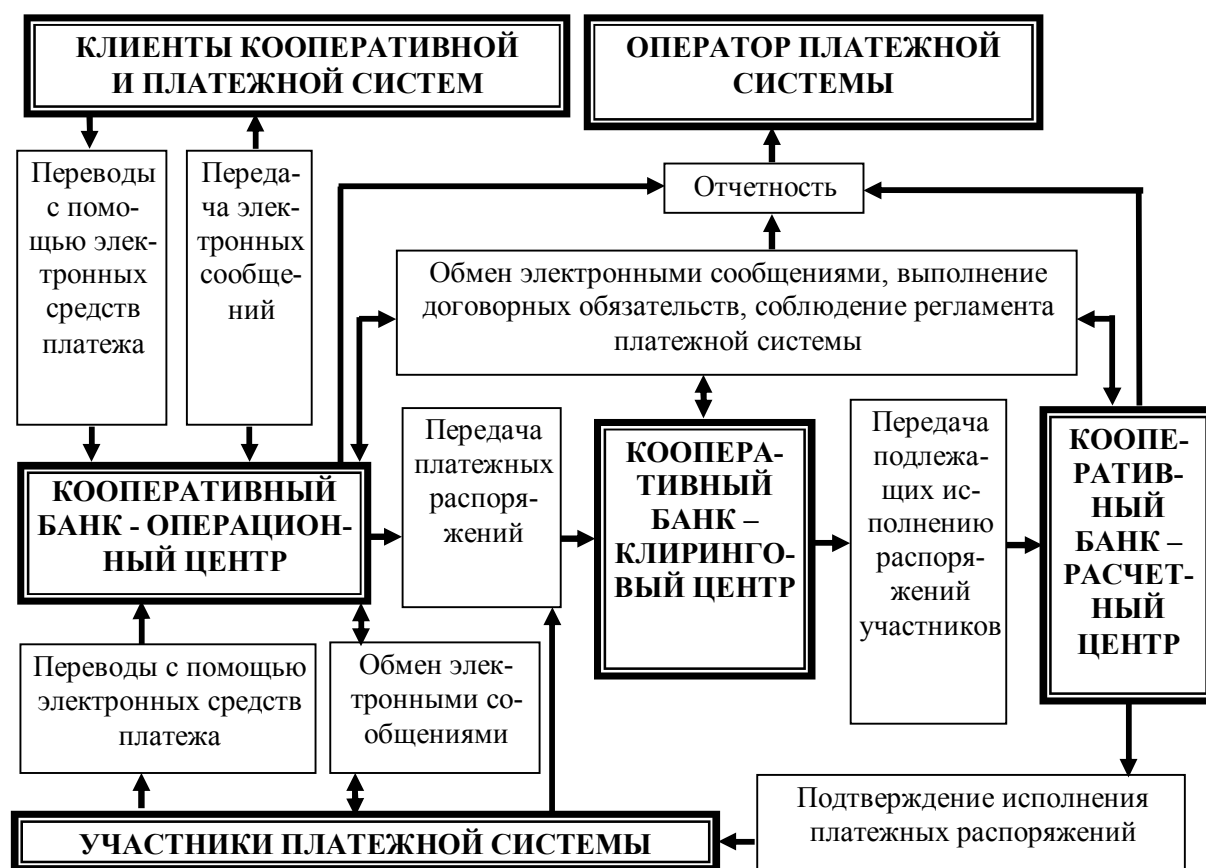 КЛИЕНТЫ КООПЕРАТИВНОЙ
И ПЛАТЕЖНОЙ СИСТЕМ
ОПЕРАТОР ПЛАТЕЖНОЙ
СИСТЕМЫ
Переводы
с помо-
щью элек-
тронных
средств
платежа
Переда-
ча элек-
тронных
сообще-
ний
Отчетность
Обмен электронными сообщениями, выполнение
договорных обязательств, соблюдение регламента
платежной системы
КООПЕРАТИВНЫЙ
БАНК - ОПЕРАЦИОН-
НЫЙ ЦЕНТР
Передача
платежных
распоря-
жений
КООПЕРА-
ТИВНЫЙ
БАНК –
КЛИРИНГО-
ВЫЙ ЦЕНТР
Передача
подлежа-
щих ис-
полнению
распоря-
жений
участников
КООПЕ-
РАТИВ-
НЫЙ
БАНК –
РАСЧЕТ-
НЫЙ
ЦЕНТР
Переводы с помощью
электронных средств
платежа
Обмен элек-
тронными со-
общениями
УЧАСТНИКИ ПЛАТЕЖНОЙ СИСТЕМЫ
Подтверждение исполнения
платежных распоряжений